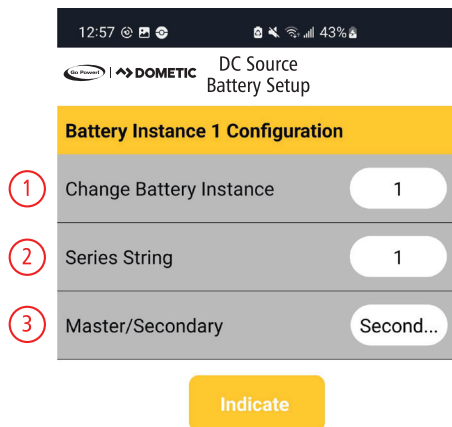 12:57 43%
Go Power! | DOMETIC
DC Source
Battery Setup
Battery Instance 1 Configuration
1 Change Battery Instance 1
2 Series String 1
3 Master/Secondary Second...
Indicate